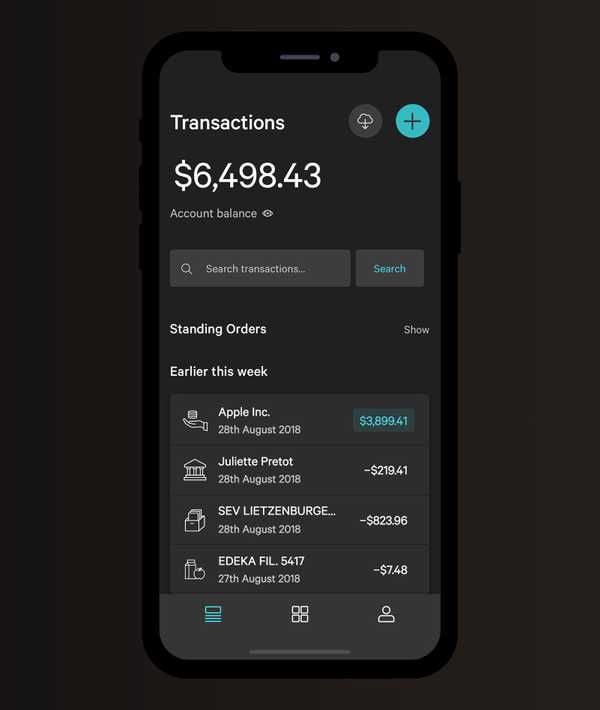 Transactions
$6,498.43
Account balance
Search transactions...
Search
Standing Orders
Show
Earlier this week
Apple Inc.
$3,899.41
28th August 2018
Juliette Pretot
−$219.41
28th August 2018
SEV LIETZENBURGE...
−$823.96
28th August 2018
EDEKA FIL. 5417
−$7.48
27th August 2018